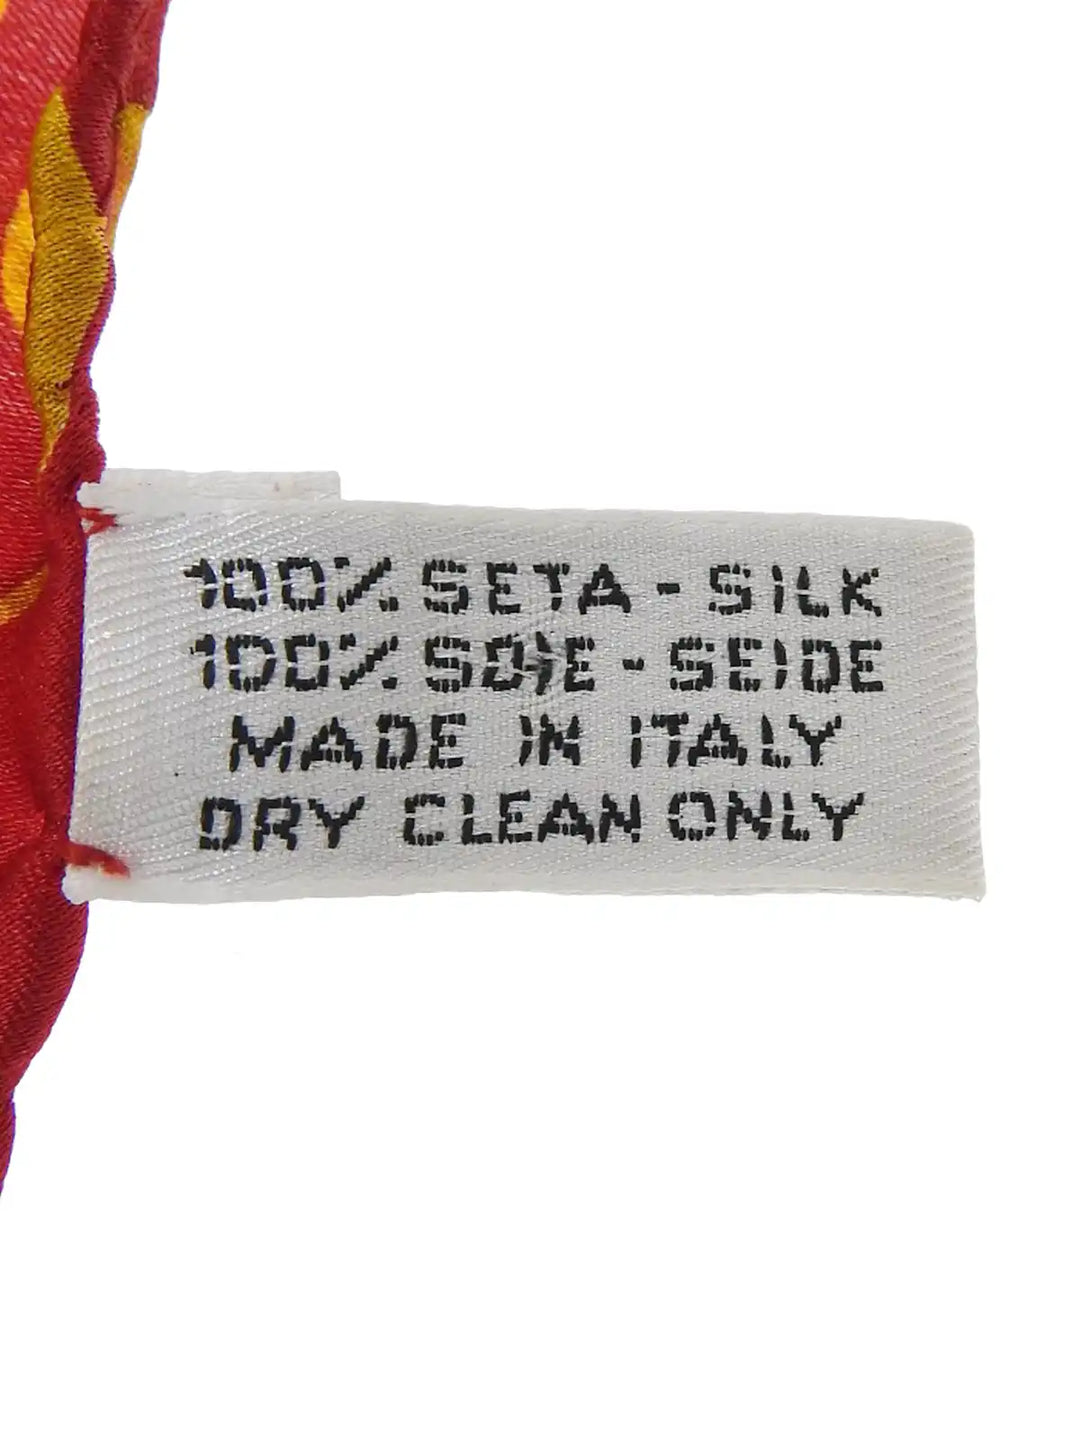 100% SETA - SILK
100% SOIE - SEIDE
MADE IN ITALY
DRY CLEAN ONLY